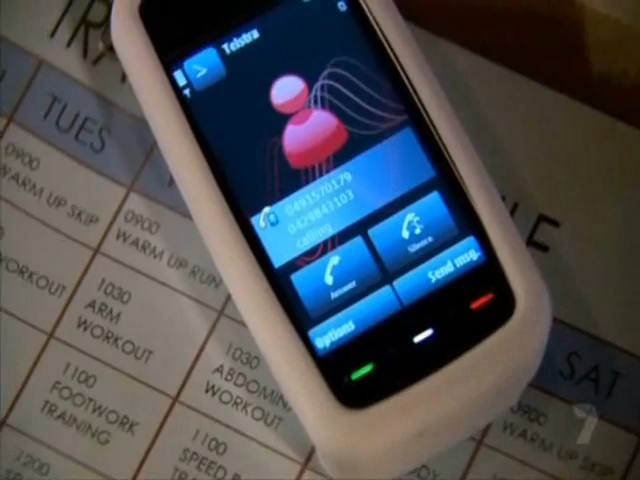 TRA
LE
TUES
SAT
0900
WARM UP SKIP
WORKOUT
0900
WARM UP RUN
1030
ARM
WORKOUT
1100
FOOTWORK
TRAINING
1200
1030
ABDOMIN
WORKOUT
1100
SPEED
0900
WARM UP SKIP
Telstra
0491570179
0429843103
calling
Answer
Silence
Options
Send msg.
7